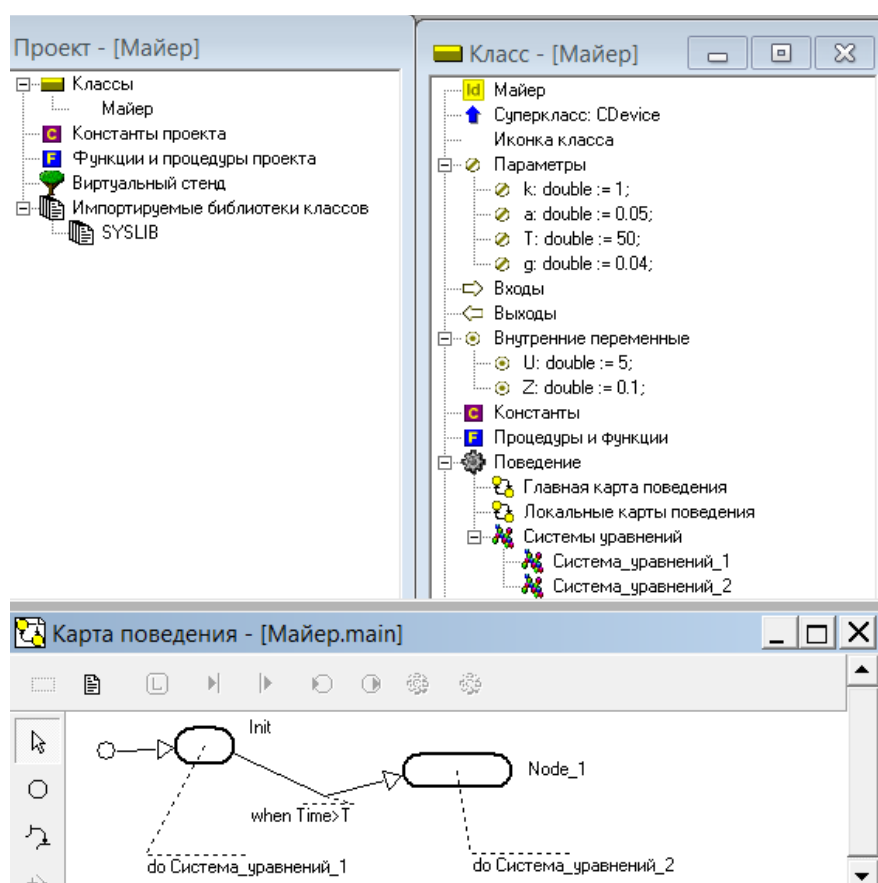 Проект - [Майер]
Классы
Майер
Константы проекта
Функции и процедуры проекта
Виртуальный стенд
Импортируемые библиотеки классов
SYSLIB
Класс - [Майер]
Id Майер
Суперкласс: CDevice
Иконка класса
Параметры
k: double := 1;
a: double := 0.05;
T: double := 50;
g: double := 0.04;
Входы
Выходы
Внутренние переменные
U: double := 5;
Z: double := 0.1;
C Константы
F Процедуры и функции
Поведение
Главная карта поведения
Локальные карты поведения
Системы уравнений
Система_уравнений_1
Система_уравнений_2
Карта поведения - [Майер.main]
L
Init
Node_1
when Time>T
do Система_уравнений_1
do Система_уравнений_2